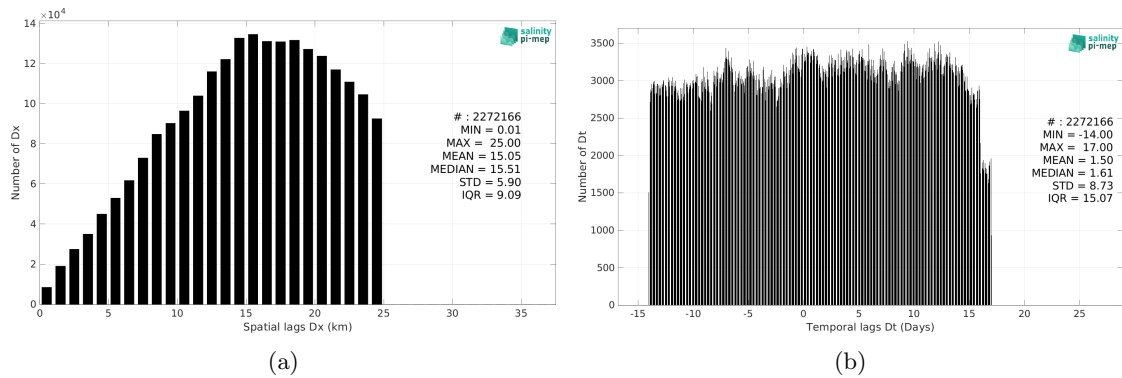 ×10⁴
14
12
10
8
6
4
2
0
Number of Dx
salinity
pi-mep
# : 2272166
MIN = 0.01
MAX = 25.00
MEAN = 15.05
MEDIAN = 15.51
STD = 5.90
IQR = 9.09
0 5 10 15 20 25 30 35
Spatial lags Dx (km)
(a)
3500
3000
2500
2000
1500
1000
500
0
Number of Dt
salinity
pi-mep
# : 2272166
MIN = -14.00
MAX = 17.00
MEAN = 1.50
MEDIAN = 1.61
STD = 8.73
IQR = 15.07
-15 -10 -5 0 5 10 15 20 25
Temporal lags Dt (Days)
(b)